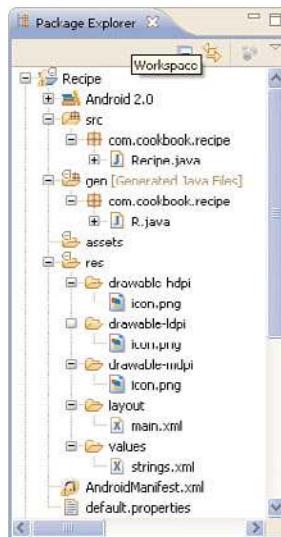 Package Explorer
Workspace
Recipe
Android 2.0
src
com.cookbook.recipe
Recipe.java
gen [Generated Java Files]
com.cookbook.recipe
R.java
assets
res
drawable-hdpi
icon.png
drawable-ldpi
icon.png
drawable-mdpi
icon.png
layout
main.xml
values
strings.xml
AndroidManifest.xml
default.properties